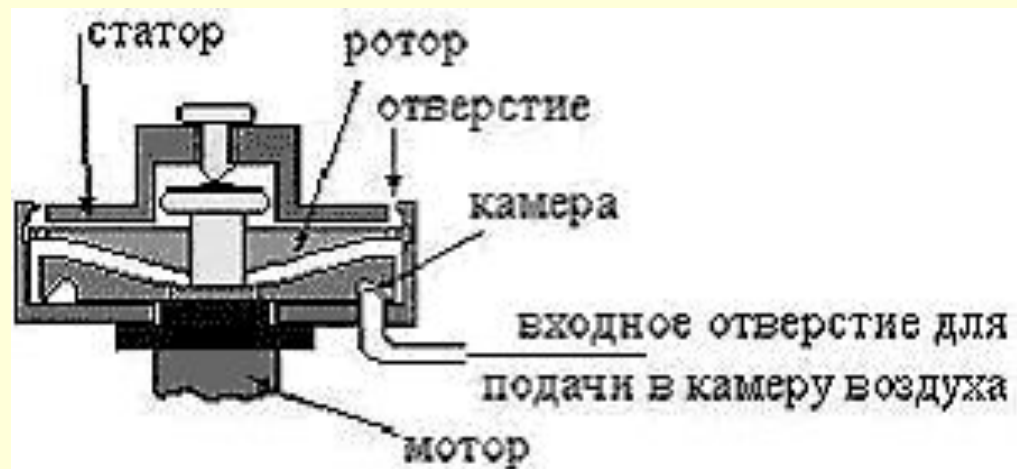 статор
ротор
отверстие
камера
входное отверстие для
подачи в камеру воздуха
мотор